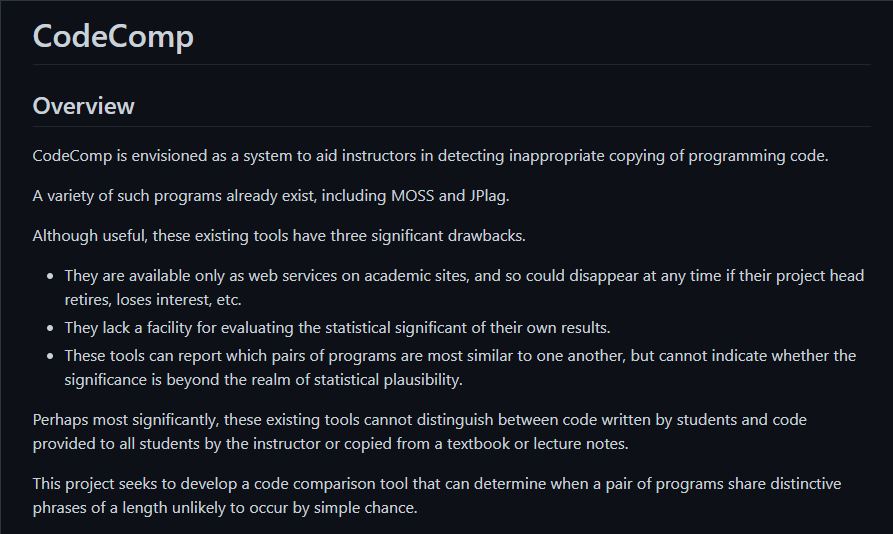 CodeComp
Overview
CodeComp is envisioned as a system to aid instructors in detecting inappropriate copying of programming code.
A variety of such programs already exist, including MOSS and JPlag.
Although useful, these existing tools have three significant drawbacks.
• They are available only as web services on academic sites, and so could disappear at any time if their project head
retires, loses interest, etc.
• They lack a facility for evaluating the statistical significant of their own results.
• These tools can report which pairs of programs are most similar to one another, but cannot indicate whether the
significance is beyond the realm of statistical plausibility.
Perhaps most significantly, these existing tools cannot distinguish between code written by students and code
provided to all students by the instructor or copied from a textbook or lecture notes.
This project seeks to develop a code comparison tool that can determine when a pair of programs share distinctive
phrases of a length unlikely to occur by simple chance.